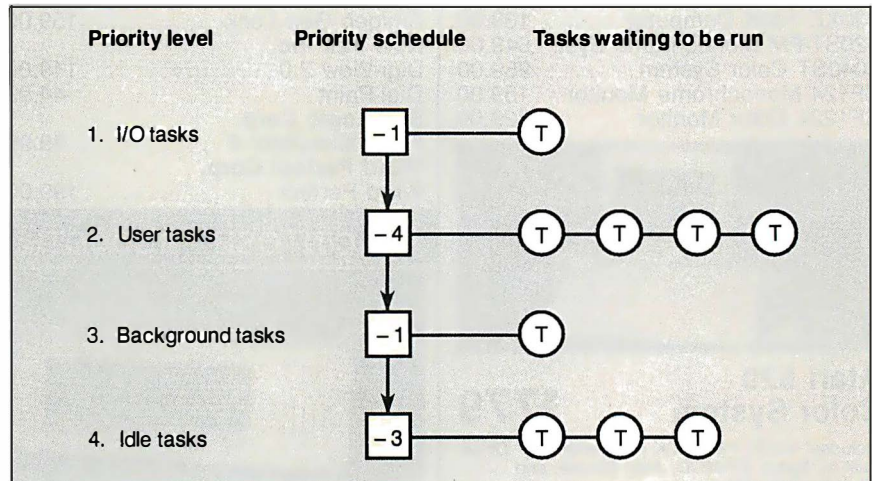 Priority level Priority schedule Tasks waiting to be run
1. I/O tasks −1 T
2. User tasks −4 T T T T
3. Background tasks −1 T
4. Idle tasks −3 T T T